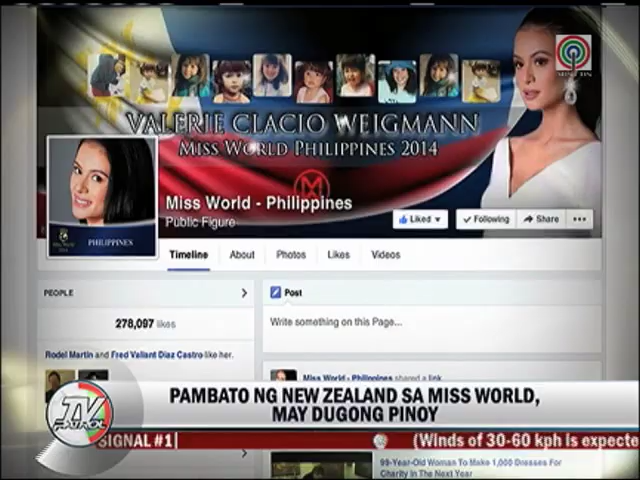 VALERIE CLACIO WEIGMANN
MISS WORLD PHILIPPINES 2014
Miss World - Philippines
Public Figure
PHILIPPINES
Liked
Following
Share
Timeline
About
Photos
Likes
Videos
PEOPLE
278,097 likes
Rodel Martin and Fred Valiant Diaz Castro like her.
Post
Write something on this Page...
Miss World - Philippines shared a link
PAMBATO NG NEW ZEALAND SA MISS WORLD,
MAY DUGONG PINOY
TV
PATROL
SIGNAL #1
(Winds of 30-60 kph is expecte
99-Year-Old Woman To Make 1,000 Dresses For
Charity In The Next Year